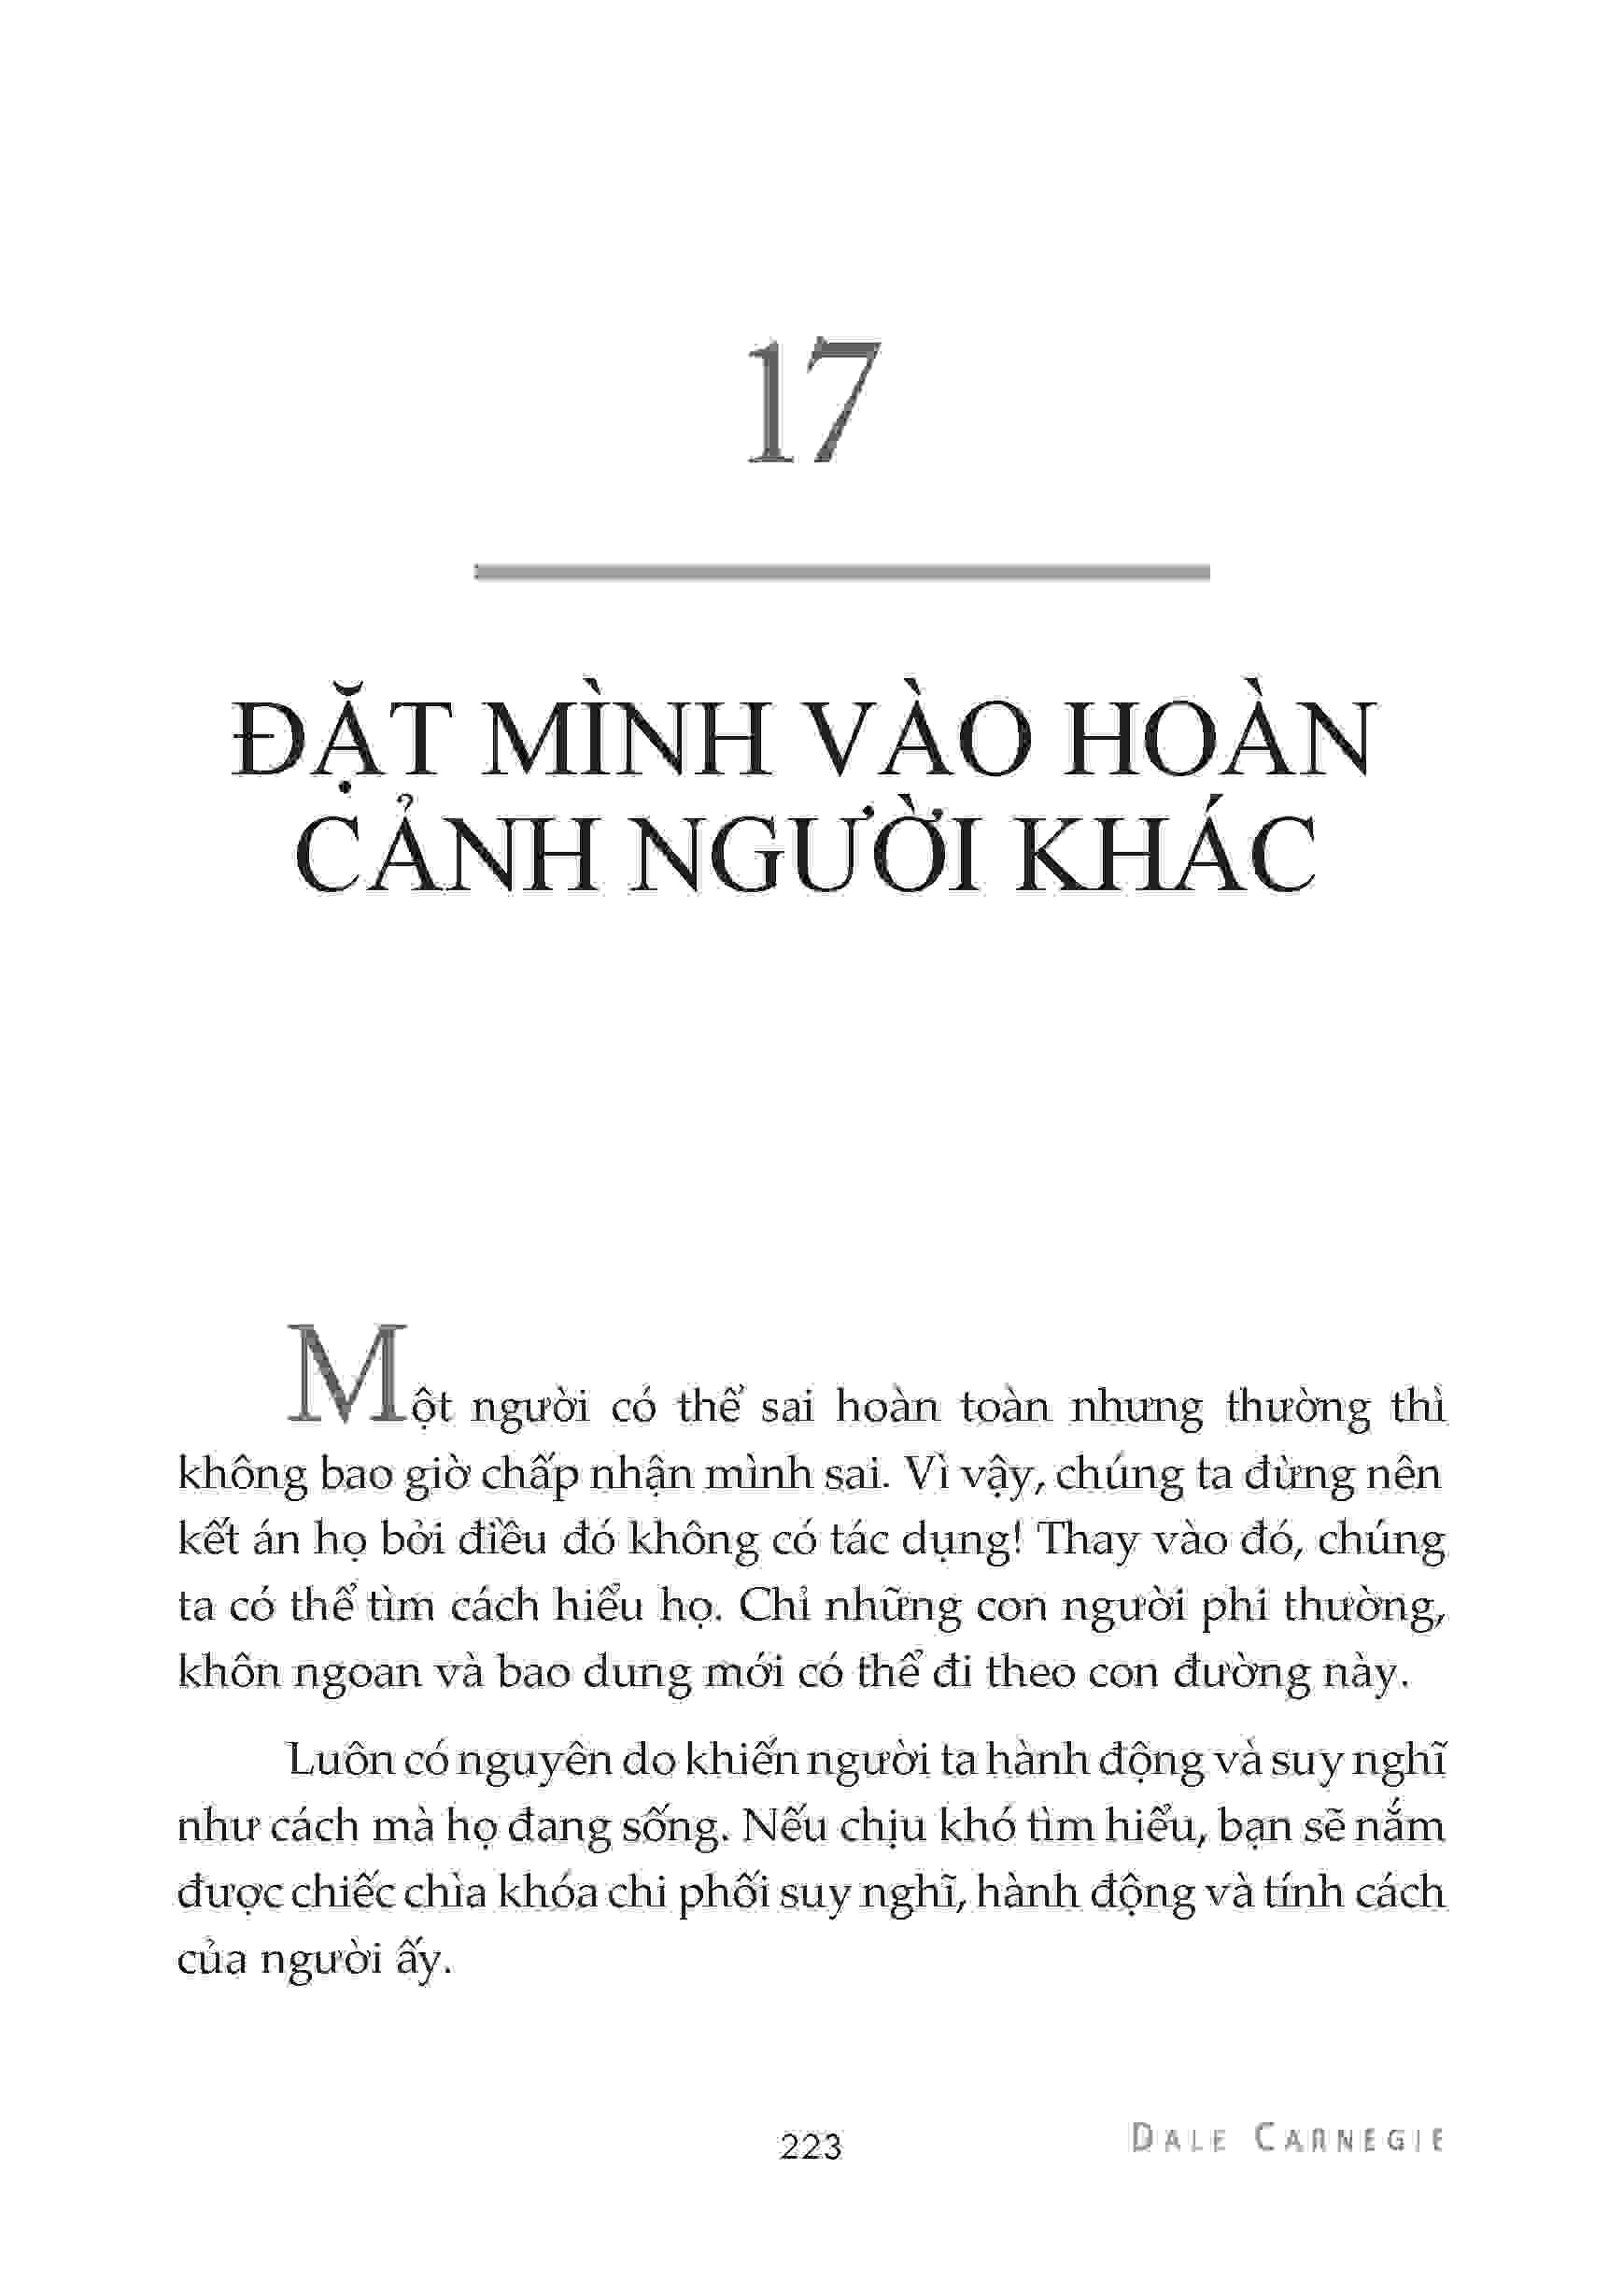 17
ĐẶT MÌNH VÀO HOÀN
CẢNH NGƯỜI KHÁC
Một người có thể sai hoàn toàn nhưng thường thì
không bao giờ chấp nhận mình sai. Vì vậy, chúng ta đừng nên
kết án họ bởi điều đó không có tác dụng! Thay vào đó, chúng
ta có thể tìm cách hiểu họ. Chỉ những con người phi thường,
khôn ngoan và bao dung mới có thể đi theo con đường này.
Luôn có nguyên do khiến người ta hành động và suy nghĩ
như cách mà họ đang sống. Nếu chịu khó tìm hiểu, bạn sẽ nắm
được chiếc chìa khóa chi phối suy nghĩ, hành động và tính cách
của người ấy.
223
DALE CARNEGIE